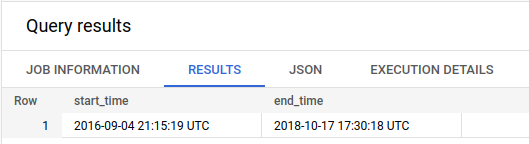 Query results
JOB INFORMATION RESULTS JSON EXECUTION DETAILS
Row start_time end_time
1 2016-09-04 21:15:19 UTC 2018-10-17 17:30:18 UTC